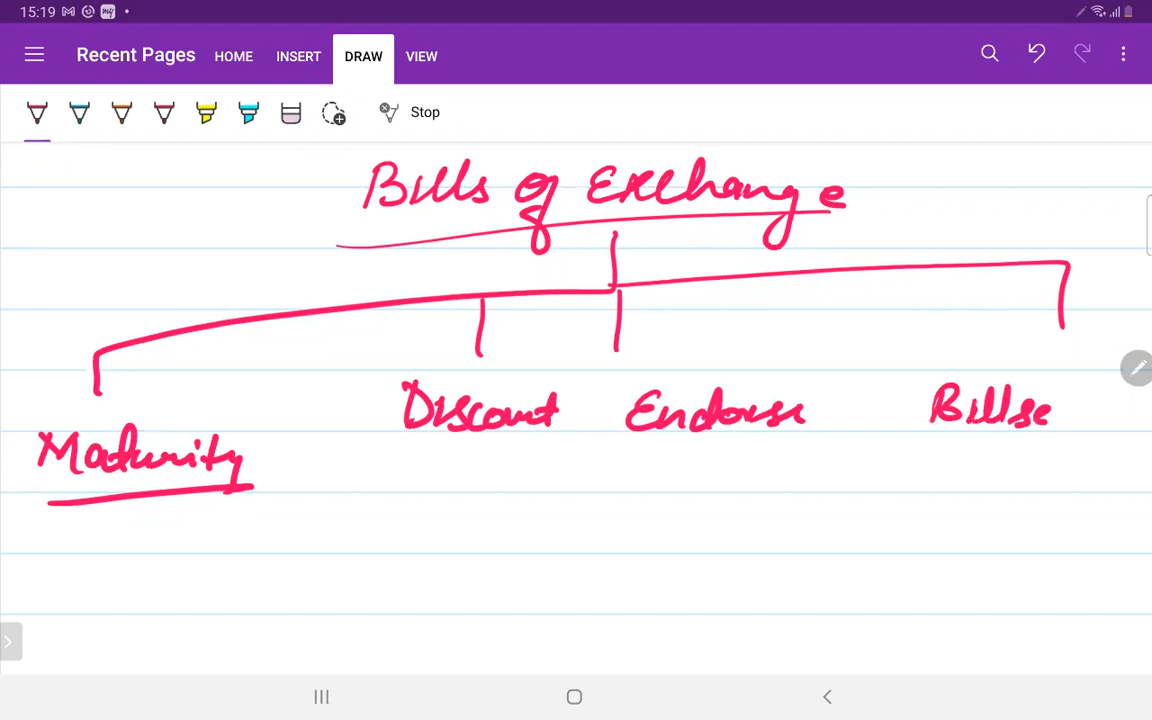 15:19
Recent Pages HOME INSERT DRAW VIEW
Stop
Bills of Exchange
Discount Endorse Billse
Maturity